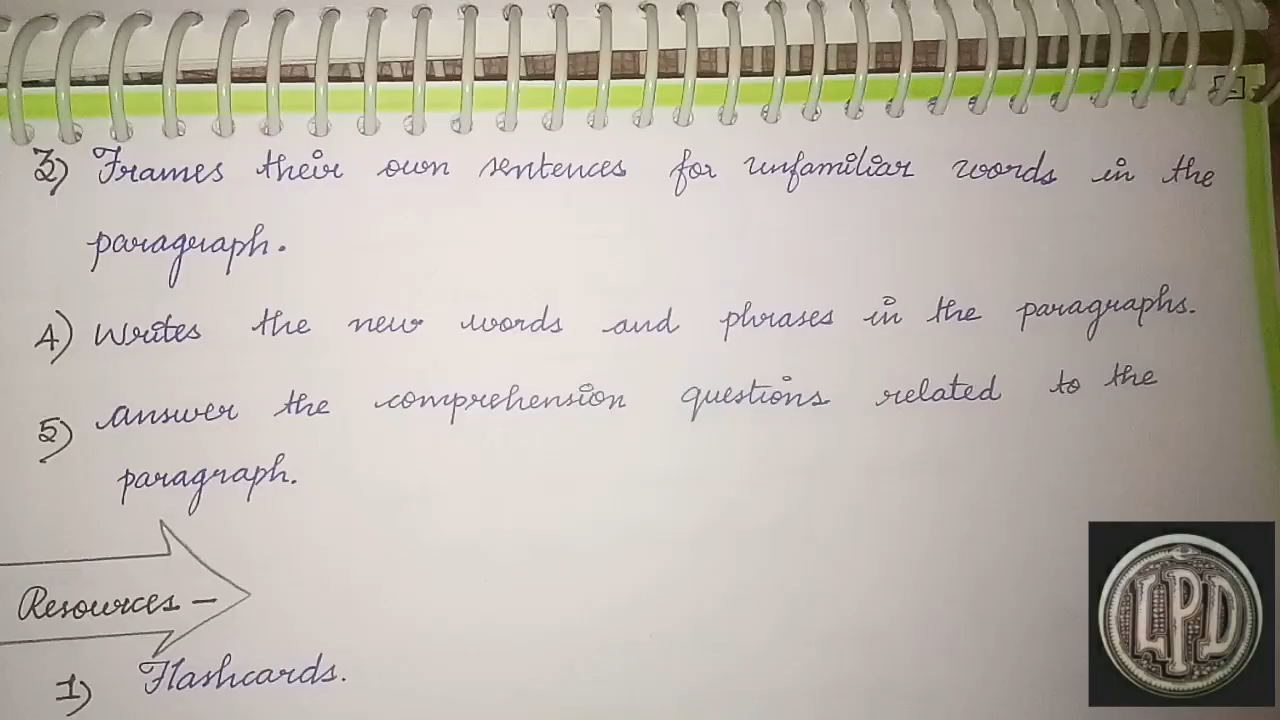 3) Frames their own sentences for unfamiliar words in the
paragraph.
4) Writes the new words and phrases in the paragraphs.
5) answer the comprehension questions related to the
paragraph.
Resources –
1) Flashcards.
LPD